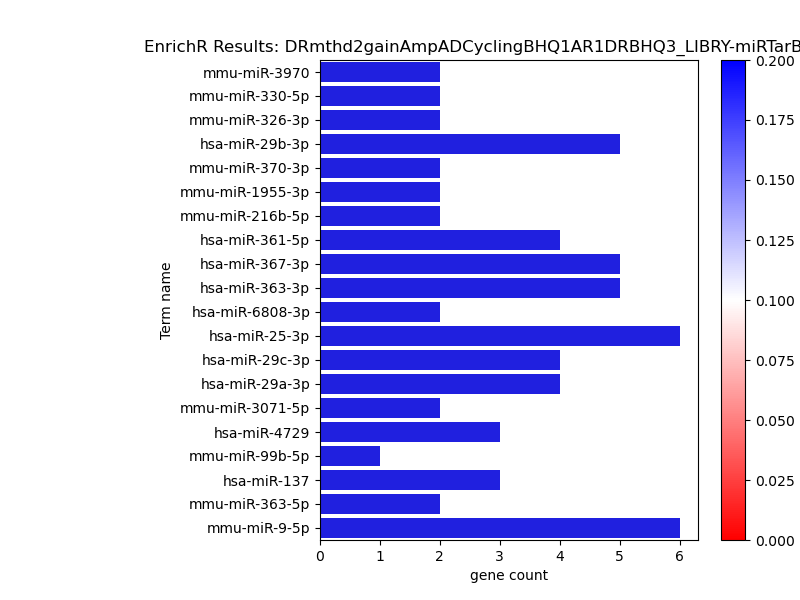 EnrichR Results: DRmthd2gainAmpADCyclingBHQ1AR1DRBHQ3_LIBRY-miRTarB
mmu-miR-3970
mmu-miR-330-5p
mmu-miR-326-3p
hsa-miR-29b-3p
mmu-miR-370-3p
mmu-miR-1955-3p
mmu-miR-216b-5p
hsa-miR-361-5p
hsa-miR-367-3p
hsa-miR-363-3p
hsa-miR-6808-3p
hsa-miR-25-3p
hsa-miR-29c-3p
hsa-miR-29a-3p
mmu-miR-3071-5p
hsa-miR-4729
mmu-miR-99b-5p
hsa-miR-137
mmu-miR-363-5p
mmu-miR-9-5p
Term name
0 1 2 3 4 5 6
gene count
0.200
0.175
0.150
0.125
0.100
0.075
0.050
0.025
0.000